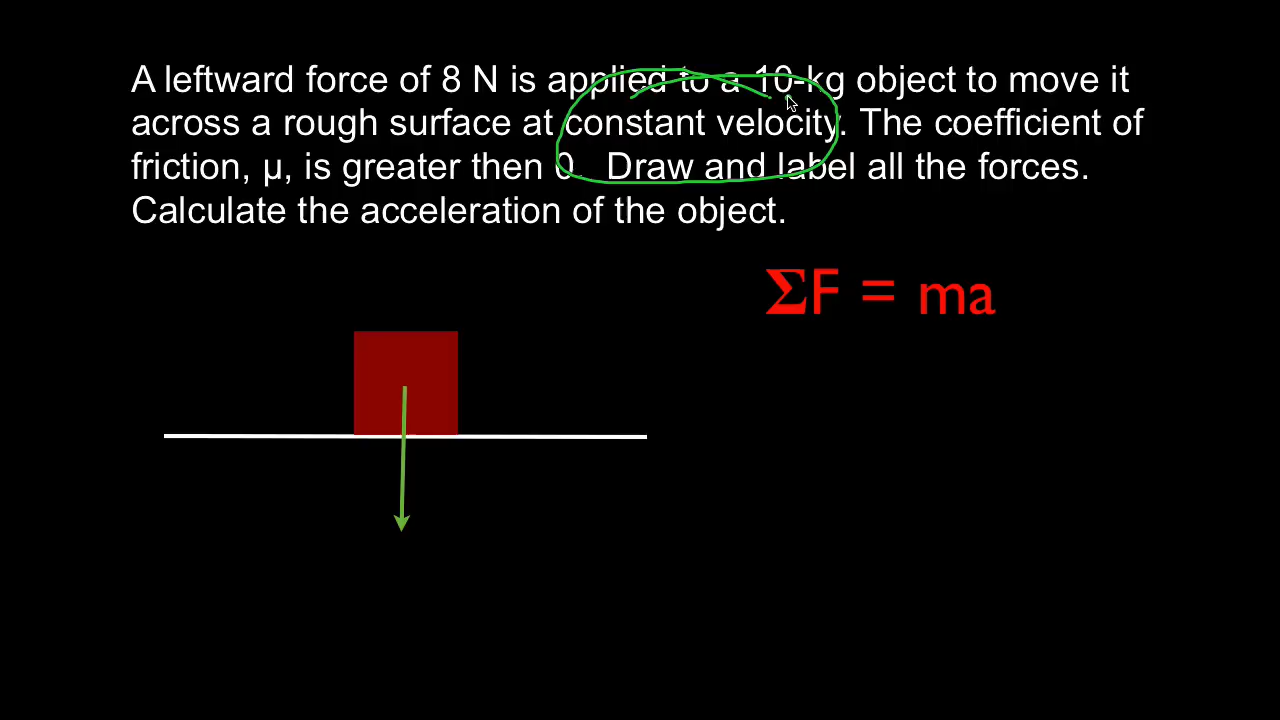 A leftward force of 8 N is applied to a 10-kg object to move it
across a rough surface at constant velocity. The coefficient of
friction, μ, is greater then 0. Draw and label all the forces.
Calculate the acceleration of the object.
ΣF = ma